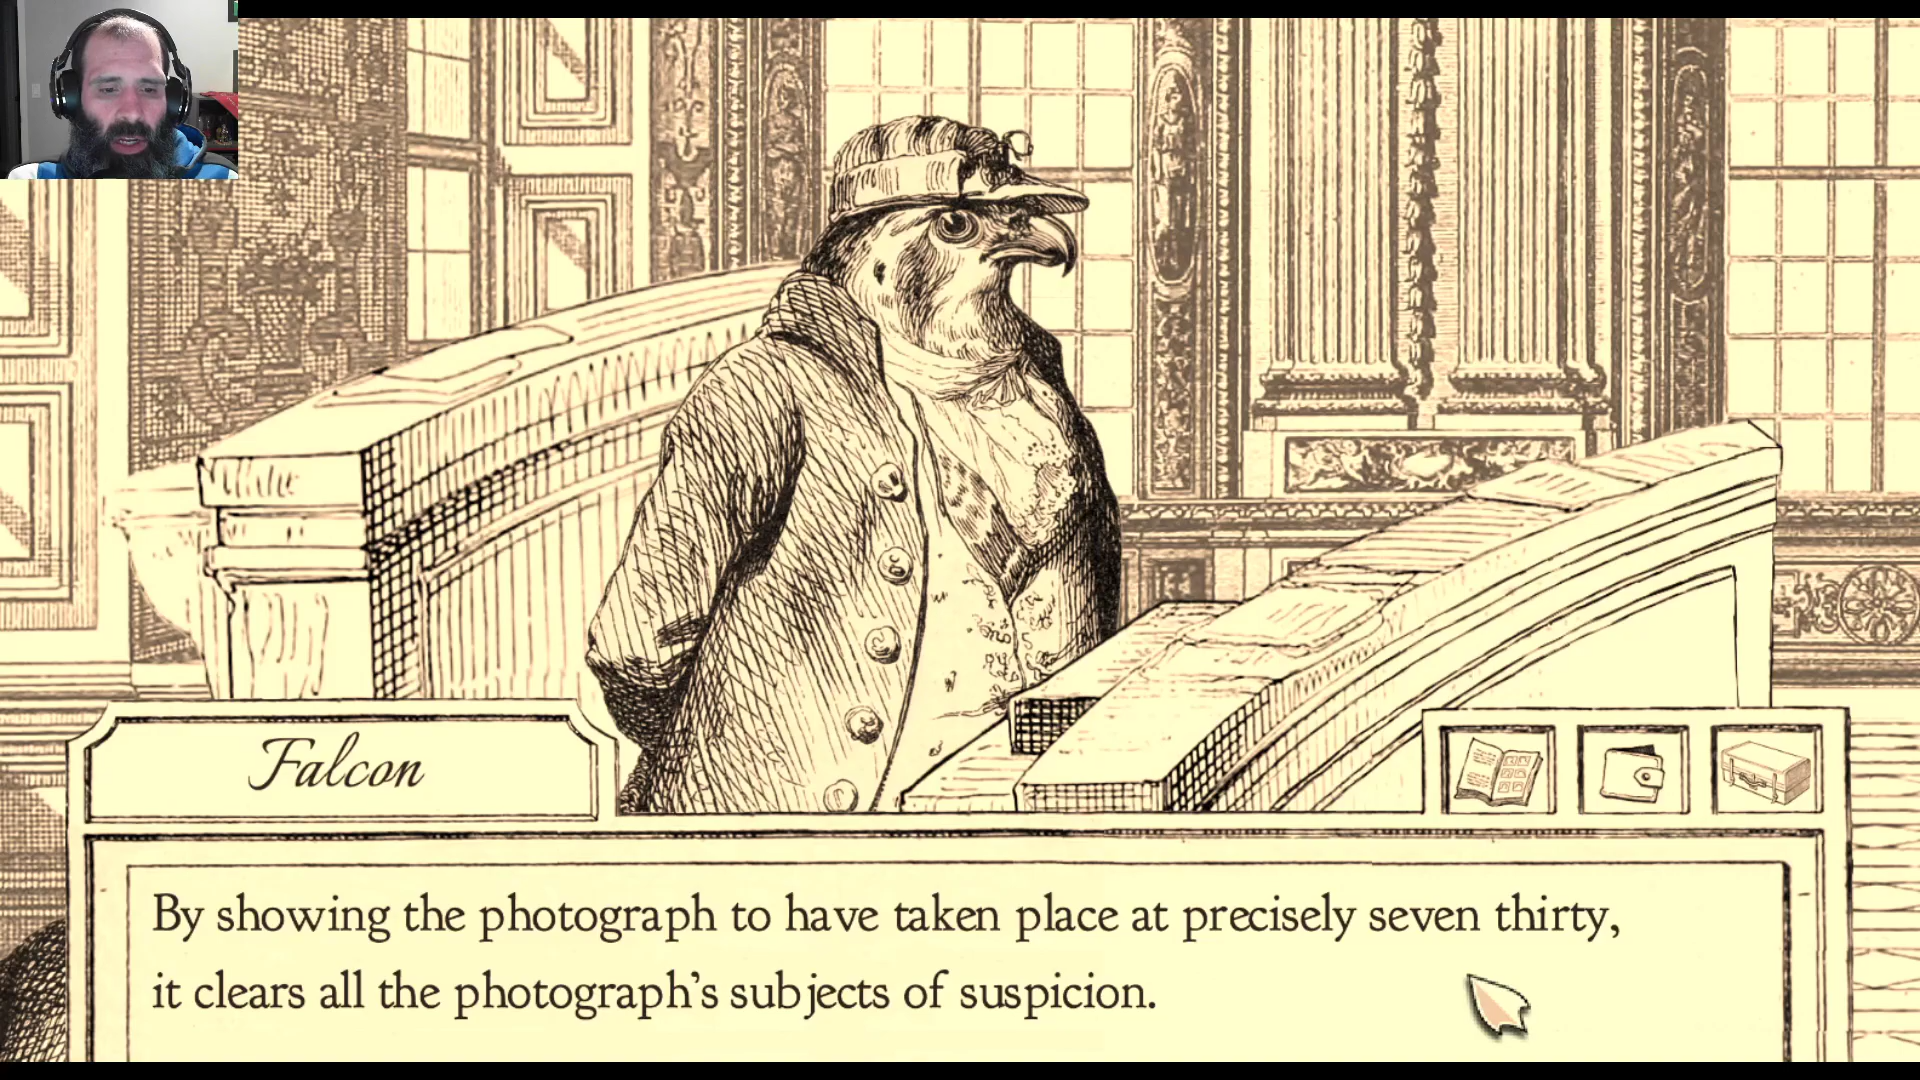 Falcon
By showing the photograph to have taken place at precisely seven thirty,
it clears all the photograph's subjects of suspicion.